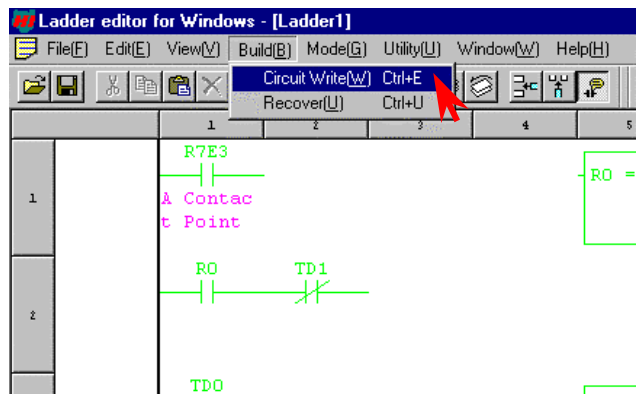 Ladder editor for Windows - [Ladder1]
File(F) Edit(E) View(V) Build(B) Mode(G) Utility(U) Window(W) Help(H)
Circuit Write(W) Ctrl+E
Recover(U) Ctrl+U
1 2 3 4 5
R7E3
R0 =
1
A Contac
t Point
R0 TD1
2
TD0